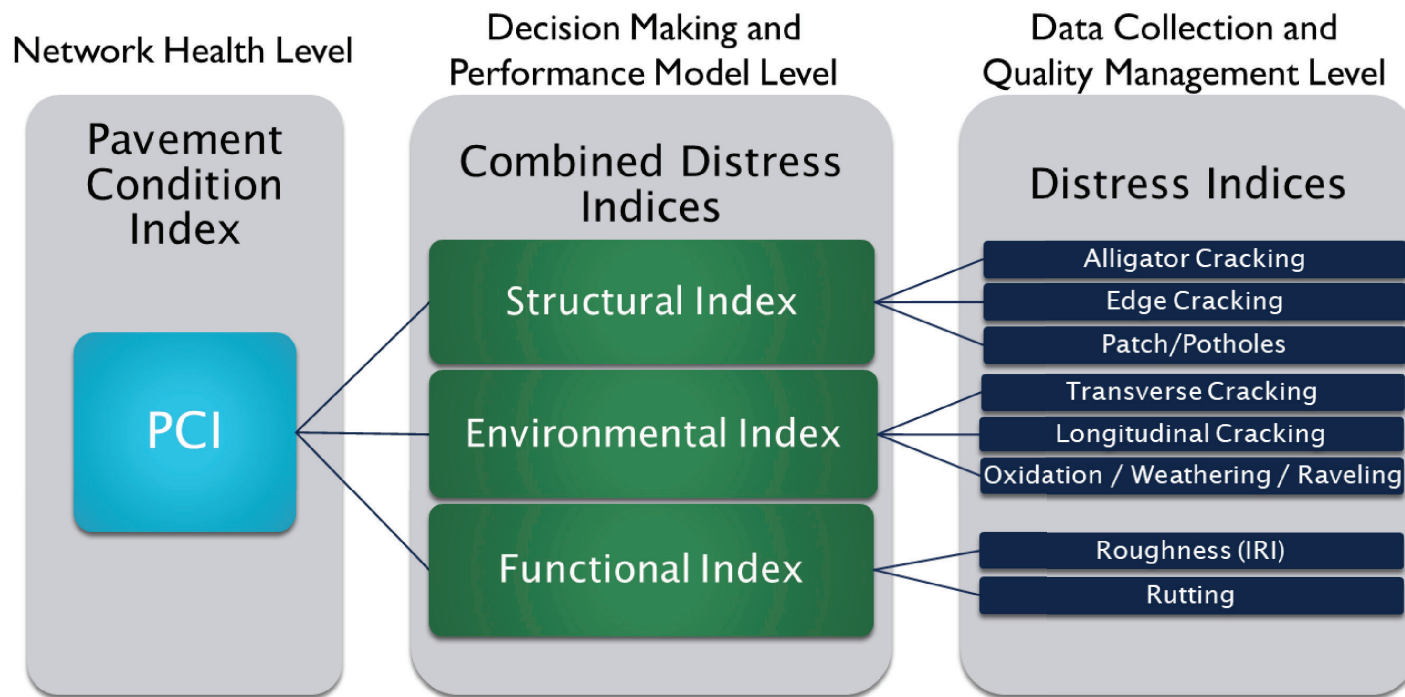 Network Health Level
Pavement
Condition
Index
PCI
Decision Making and
Performance Model Level
Combined Distress
Indices
Structural Index
Environmental Index
Functional Index
Data Collection and
Quality Management Level
Distress Indices
Alligator Cracking
Edge Cracking
Patch/Potholes
Transverse Cracking
Longitudinal Cracking
Oxidation / Weathering / Raveling
Roughness (IRI)
Rutting